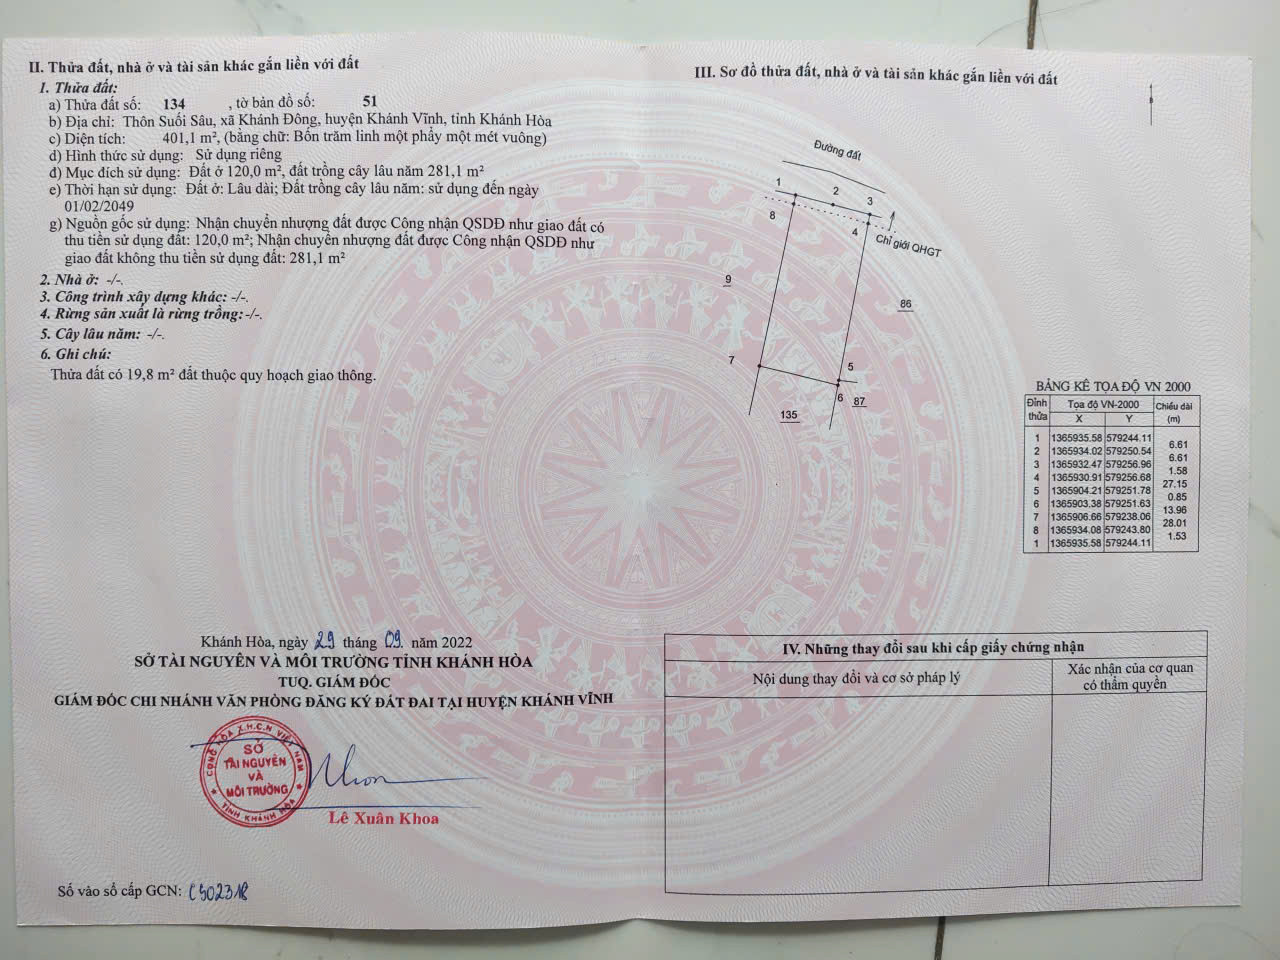 II. Thửa đất, nhà ở và tài sản khác gắn liền với đất
1. Thửa đất:
a) Thửa đất số: 134 , tờ bản đồ số: 51
b) Địa chỉ: Thôn Suối Sâu, xã Khánh Đông, huyện Khánh Vĩnh, tỉnh Khánh Hòa
c) Diện tích: 401,1 m², (bằng chữ: Bốn trăm linh một phẩy một mét vuông)
d) Hình thức sử dụng: Sử dụng riêng
đ) Mục đích sử dụng: Đất ở 120,0 m², đất trồng cây lâu năm 281,1 m²
e) Thời hạn sử dụng: Đất ở: Lâu dài; Đất trồng cây lâu năm: sử dụng đến ngày
01/02/2049
g) Nguồn gốc sử dụng: Nhận chuyển nhượng đất được Công nhận QSDĐ như giao đất có
thu tiền sử dụng đất: 120,0 m²; Nhận chuyển nhượng đất được Công nhận QSDĐ như
giao đất không thu tiền sử dụng đất: 281,1 m²
2. Nhà ở: -/-.
3. Công trình xây dựng khác: -/-.
4. Rừng sản xuất là rừng trồng: -/-.
5. Cây lâu năm: -/-.
6. Ghi chú:
Thửa đất có 19,8 m² đất thuộc quy hoạch giao thông.
Khánh Hòa, ngày 29 tháng 09 năm 2022
SỞ TÀI NGUYÊN VÀ MÔI TRƯỜNG TỈNH KHÁNH HÒA
TUQ. GIÁM ĐỐC
GIÁM ĐỐC CHI NHÁNH VĂN PHÒNG ĐĂNG KÝ ĐẤT ĐAI TẠI HUYỆN KHÁNH VĨNH
CỘNG HÒA X.H.C.N VIỆT NAM
SỞ
TÀI NGUYÊN
VÀ
MÔI TRƯỜNG
TỈNH KHÁNH HÒA
Lê Xuân Khoa
Số vào sổ cấp GCN: CS02318
III. Sơ đồ thửa đất, nhà ở và tài sản khác gắn liền với đất
Đường đất
1
2
3
8
4
Chỉ giới QHGT
9
86
7
5
6
87
135
BẢNG KÊ TỌA ĐỘ VN 2000
Đỉnh thửa Tọa độ VN-2000 Chiều dài (m)
X Y
1 1365935.58 579244.11
6.61
2 1365934.02 579250.54
6.61
3 1365932.47 579256.96
1.58
4 1365930.91 579256.68
27.15
5 1365904.21 579251.78
0.85
6 1365903.38 579251.63
13.96
7 1365906.66 579238.06
28.01
8 1365934.08 579243.80
1.53
1 1365935.58 579244.11
IV. Những thay đổi sau khi cấp giấy chứng nhận
Nội dung thay đổi và cơ sở pháp lý
Xác nhận của cơ quan
có thẩm quyền